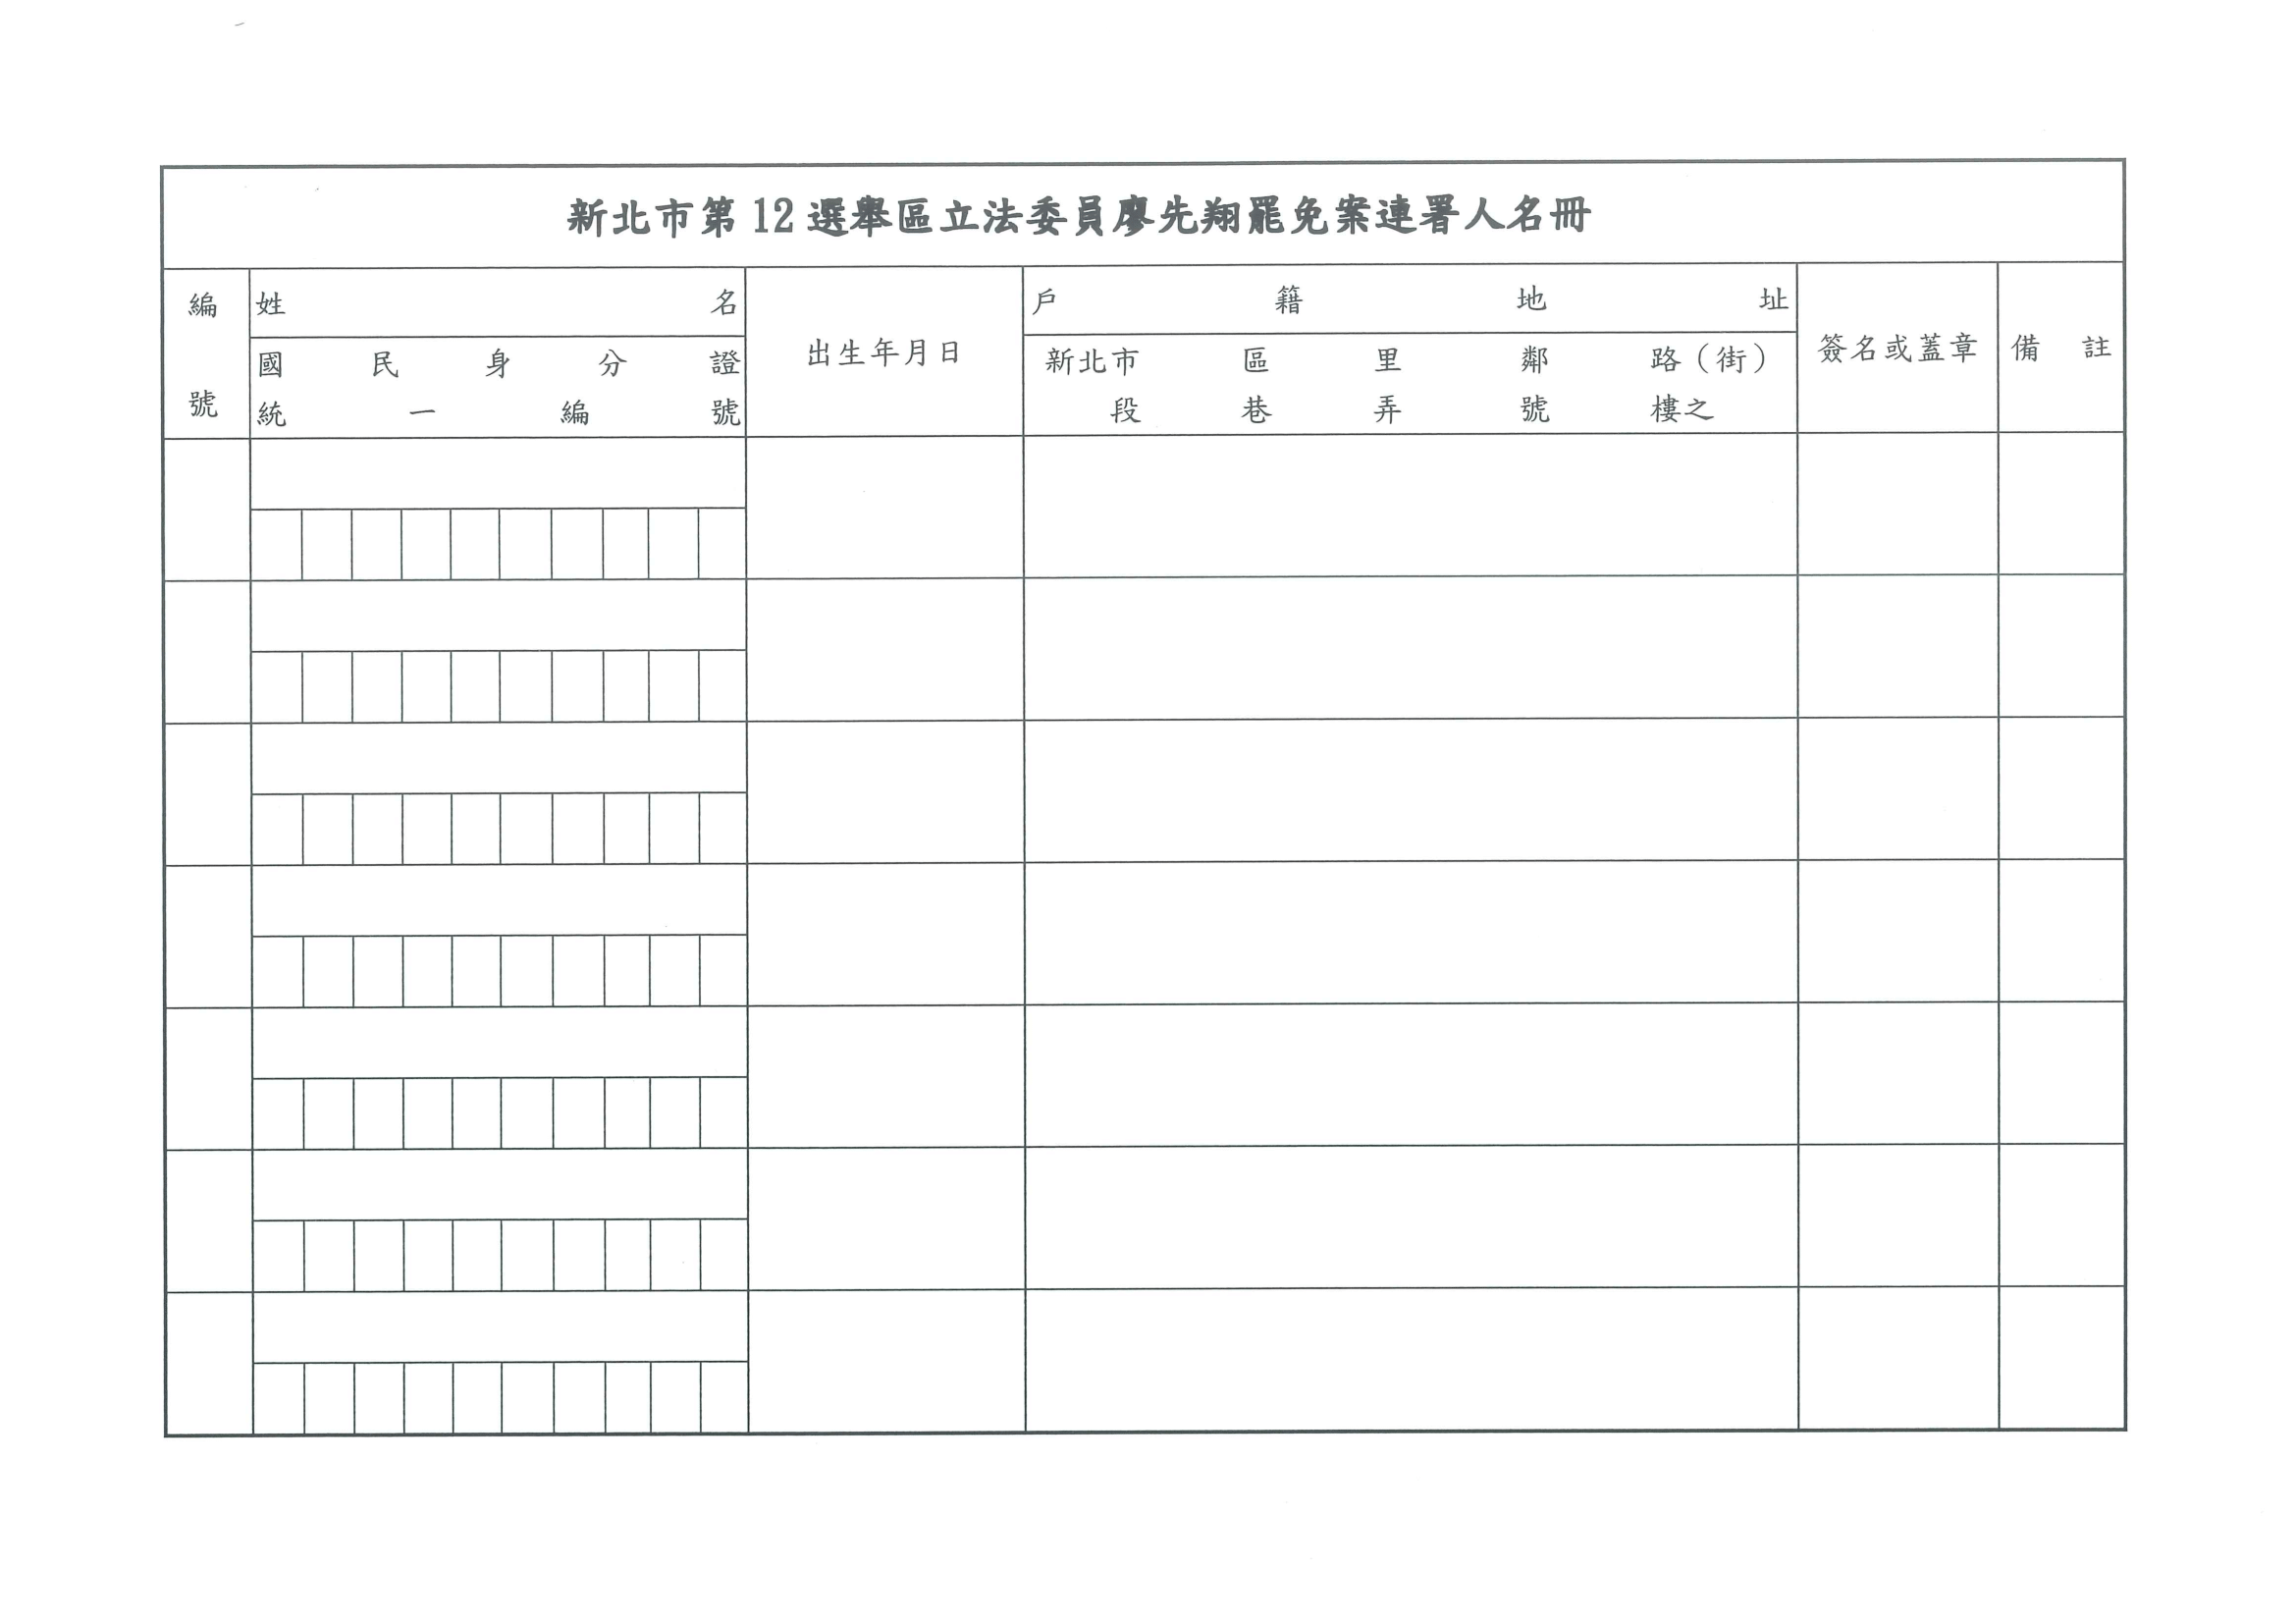 新北市第12選舉區立法委員廖先翔罷免案連署人名冊
編號
姓名
國民身分證
統一編號
出生年月日
戶籍地址
新北市 區 里 鄰 路（街）
段 巷 弄 號 樓之
簽名或蓋章
備註